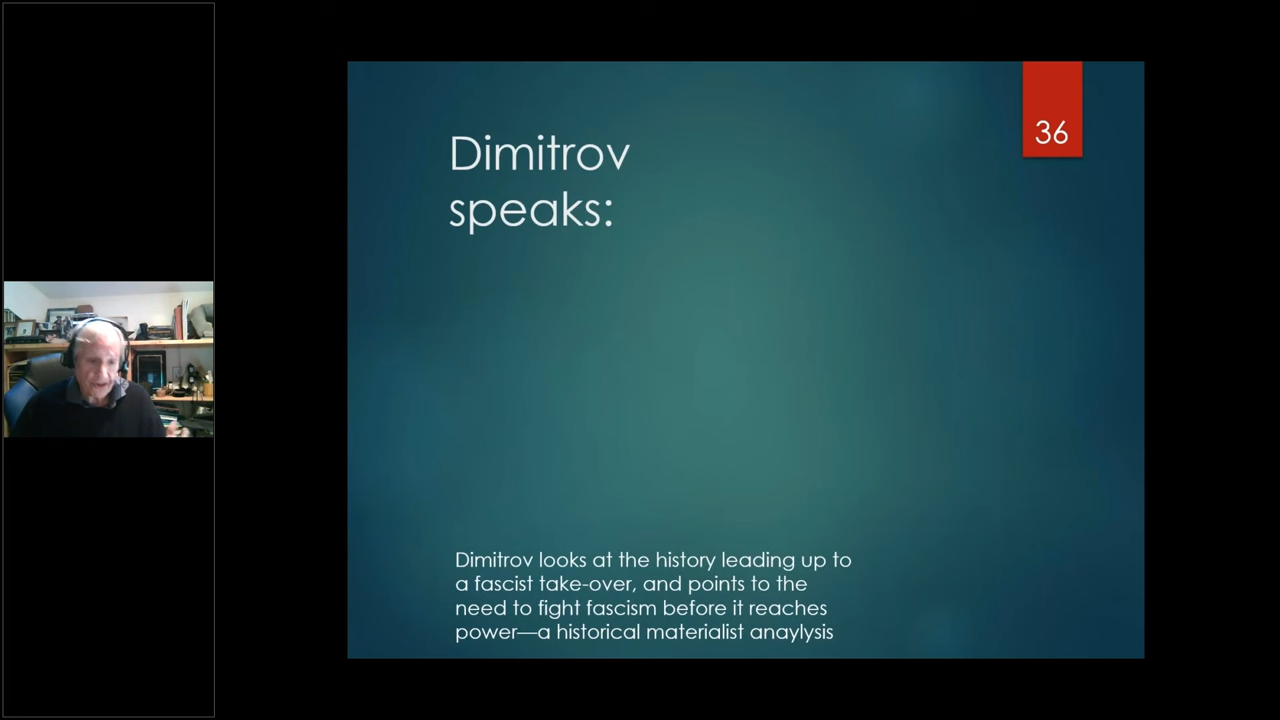 36
Dimitrov
speaks:
Dimitrov looks at the history leading up to
a fascist take-over, and points to the
need to fight fascism before it reaches
power—a historical materialist anaylysis